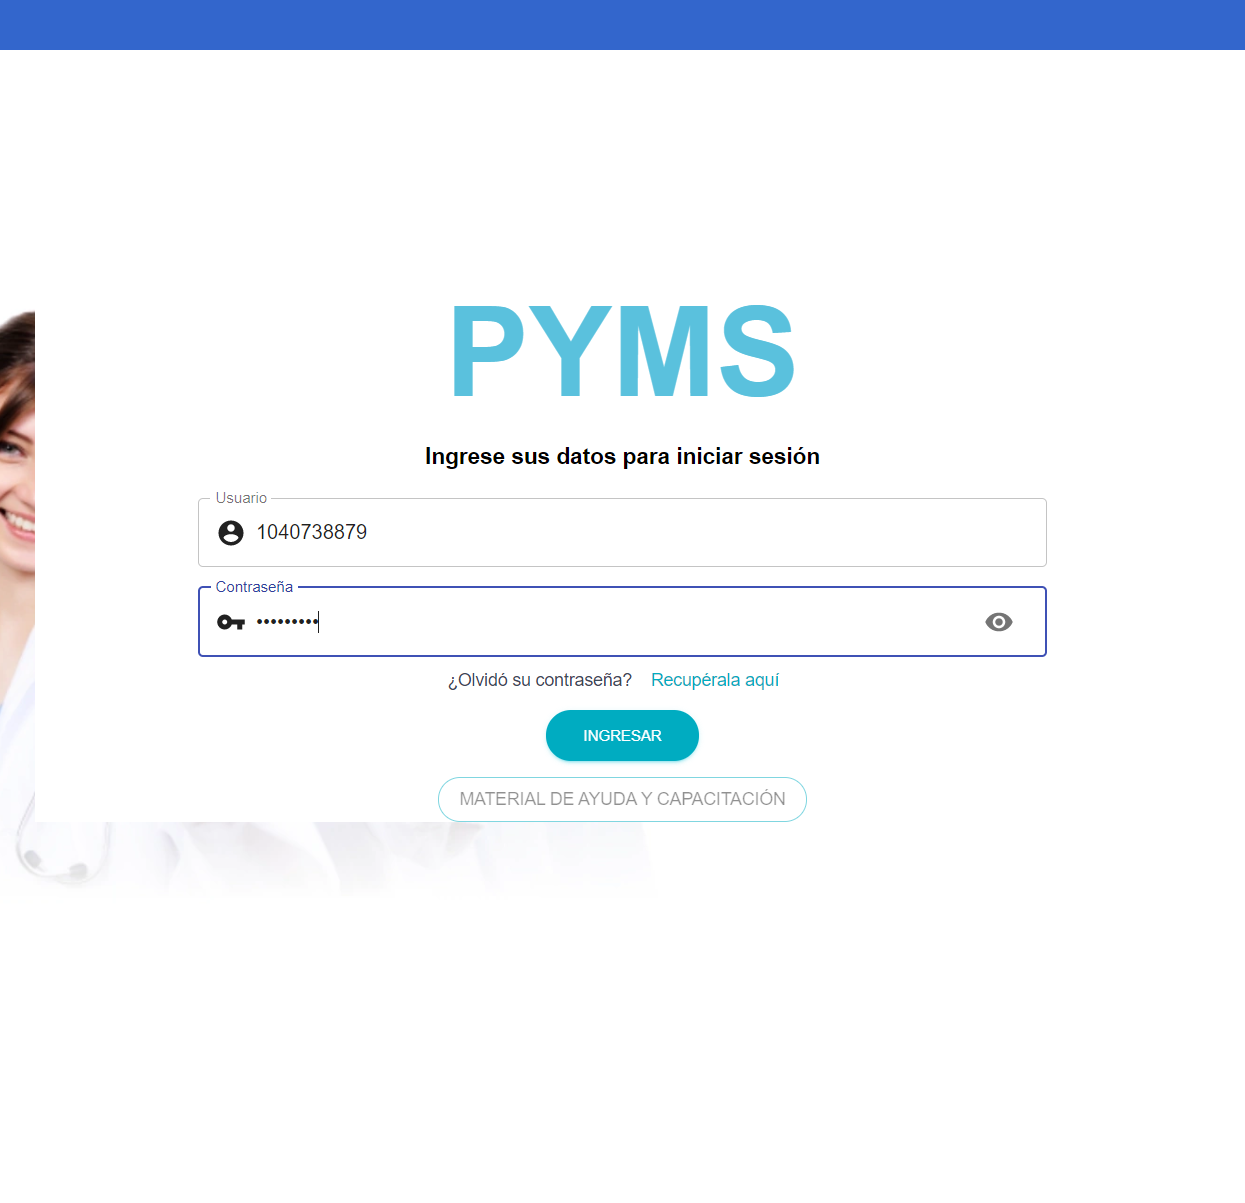 PYMS
Ingrese sus datos para iniciar sesión
Usuario
1040738879
Contraseña
•••••••••
¿Olvidó su contraseña? Recupérala aquí
INGRESAR
MATERIAL DE AYUDA Y CAPACITACIÓN